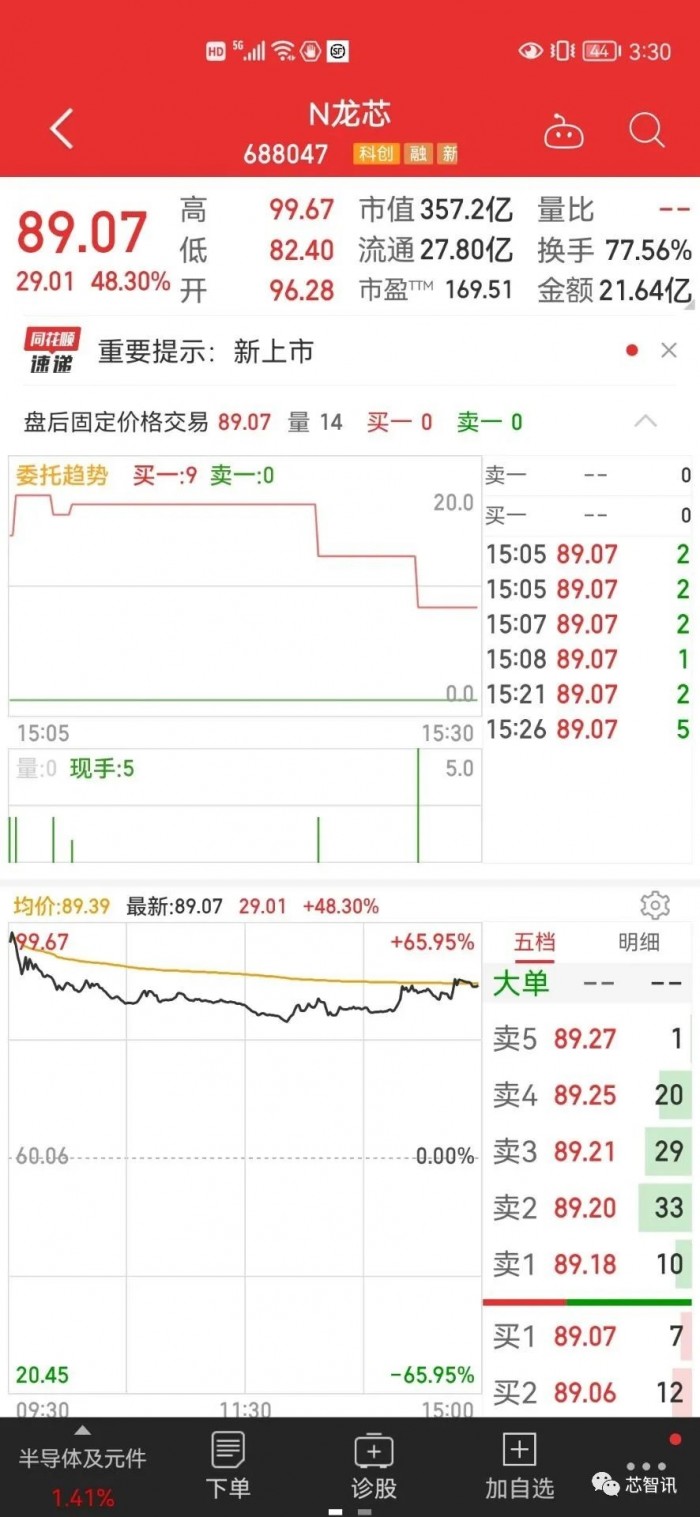 HD 5G 44 3:30
N龙芯
688047 科创 融 新
89.07
29.01 48.30%
高 99.67 市值 357.2亿 量比 --
低 82.40 流通 27.80亿 换手 77.56%
开 96.28 市盈TTM 169.51 金额 21.64亿
同花顺
速递
重要提示：新上市
盘后固定价格交易 89.07 量 14 买一 0 卖一 0
委托趋势 买一:9 卖一:0
20.0
0.0
15:05 15:30
卖一 -- 0
买一 -- 0
15:05 89.07 2
15:05 89.07 2
15:07 89.07 2
15:08 89.07 1
15:21 89.07 2
15:26 89.07 5
量:0 现手:5 5.0
均价:89.39 最新:89.07 29.01 +48.30%
99.67 +65.95%
60.06 0.00%
20.45 -65.95%
09:30 11:30 15:00
五档 明细
大单 -- --
卖5 89.27 1
卖4 89.25 20
卖3 89.21 29
卖2 89.20 33
卖1 89.18 10
买1 89.07 7
买2 89.06 12
半导体及元件
1.41%
下单
诊股
加自选
芯智讯